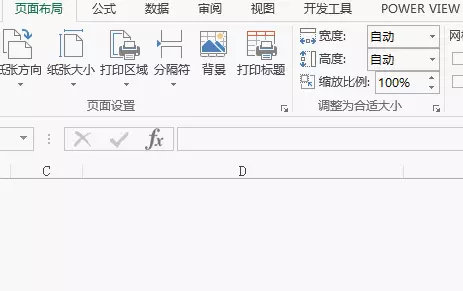 页面布局 公式 数据 审阅 视图 开发工具 POWER VIEW
宽度: 自动
高度: 自动
纸张方向 纸张大小 打印区域 分隔符 背景 打印标题 缩放比例: 100%
页面设置 调整为合适大小
fx
C D